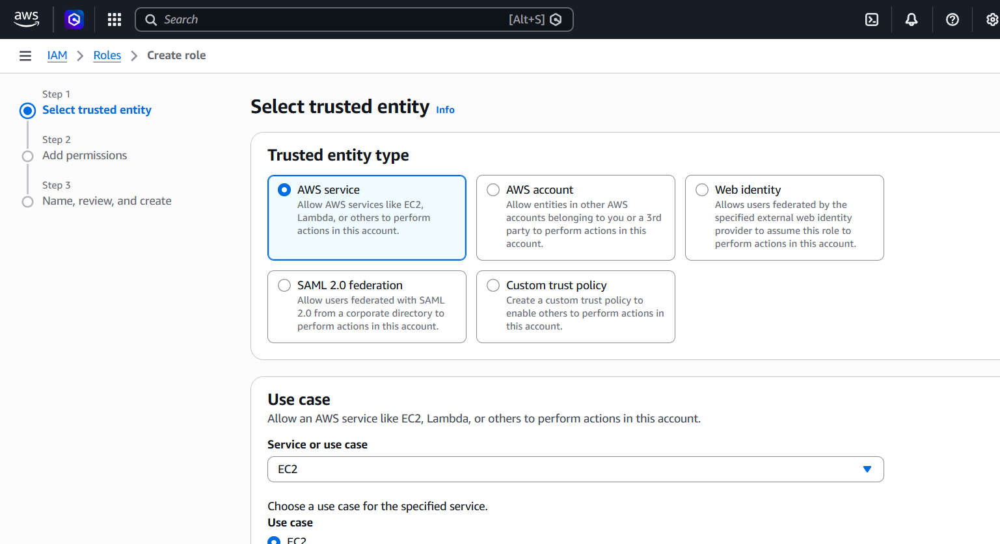 aws
Search [Alt+S]
IAM Roles Create role
Step 1
Select trusted entity
Step 2
Add permissions
Step 3
Name, review, and create
Select trusted entity Info
Trusted entity type
AWS service
Allow AWS services like EC2,
Lambda, or others to perform
actions in this account.
AWS account
Allow entities in other AWS
accounts belonging to you or a 3rd
party to perform actions in this
account.
Web identity
Allows users federated by the
specified external web identity
provider to assume this role to
perform actions in this account.
SAML 2.0 federation
Allow users federated with SAML
2.0 from a corporate directory to
perform actions in this account.
Custom trust policy
Create a custom trust policy to
enable others to perform actions in
this account.
Use case
Allow an AWS service like EC2, Lambda, or others to perform actions in this account.
Service or use case
EC2
Choose a use case for the specified service.
Use case
EC2